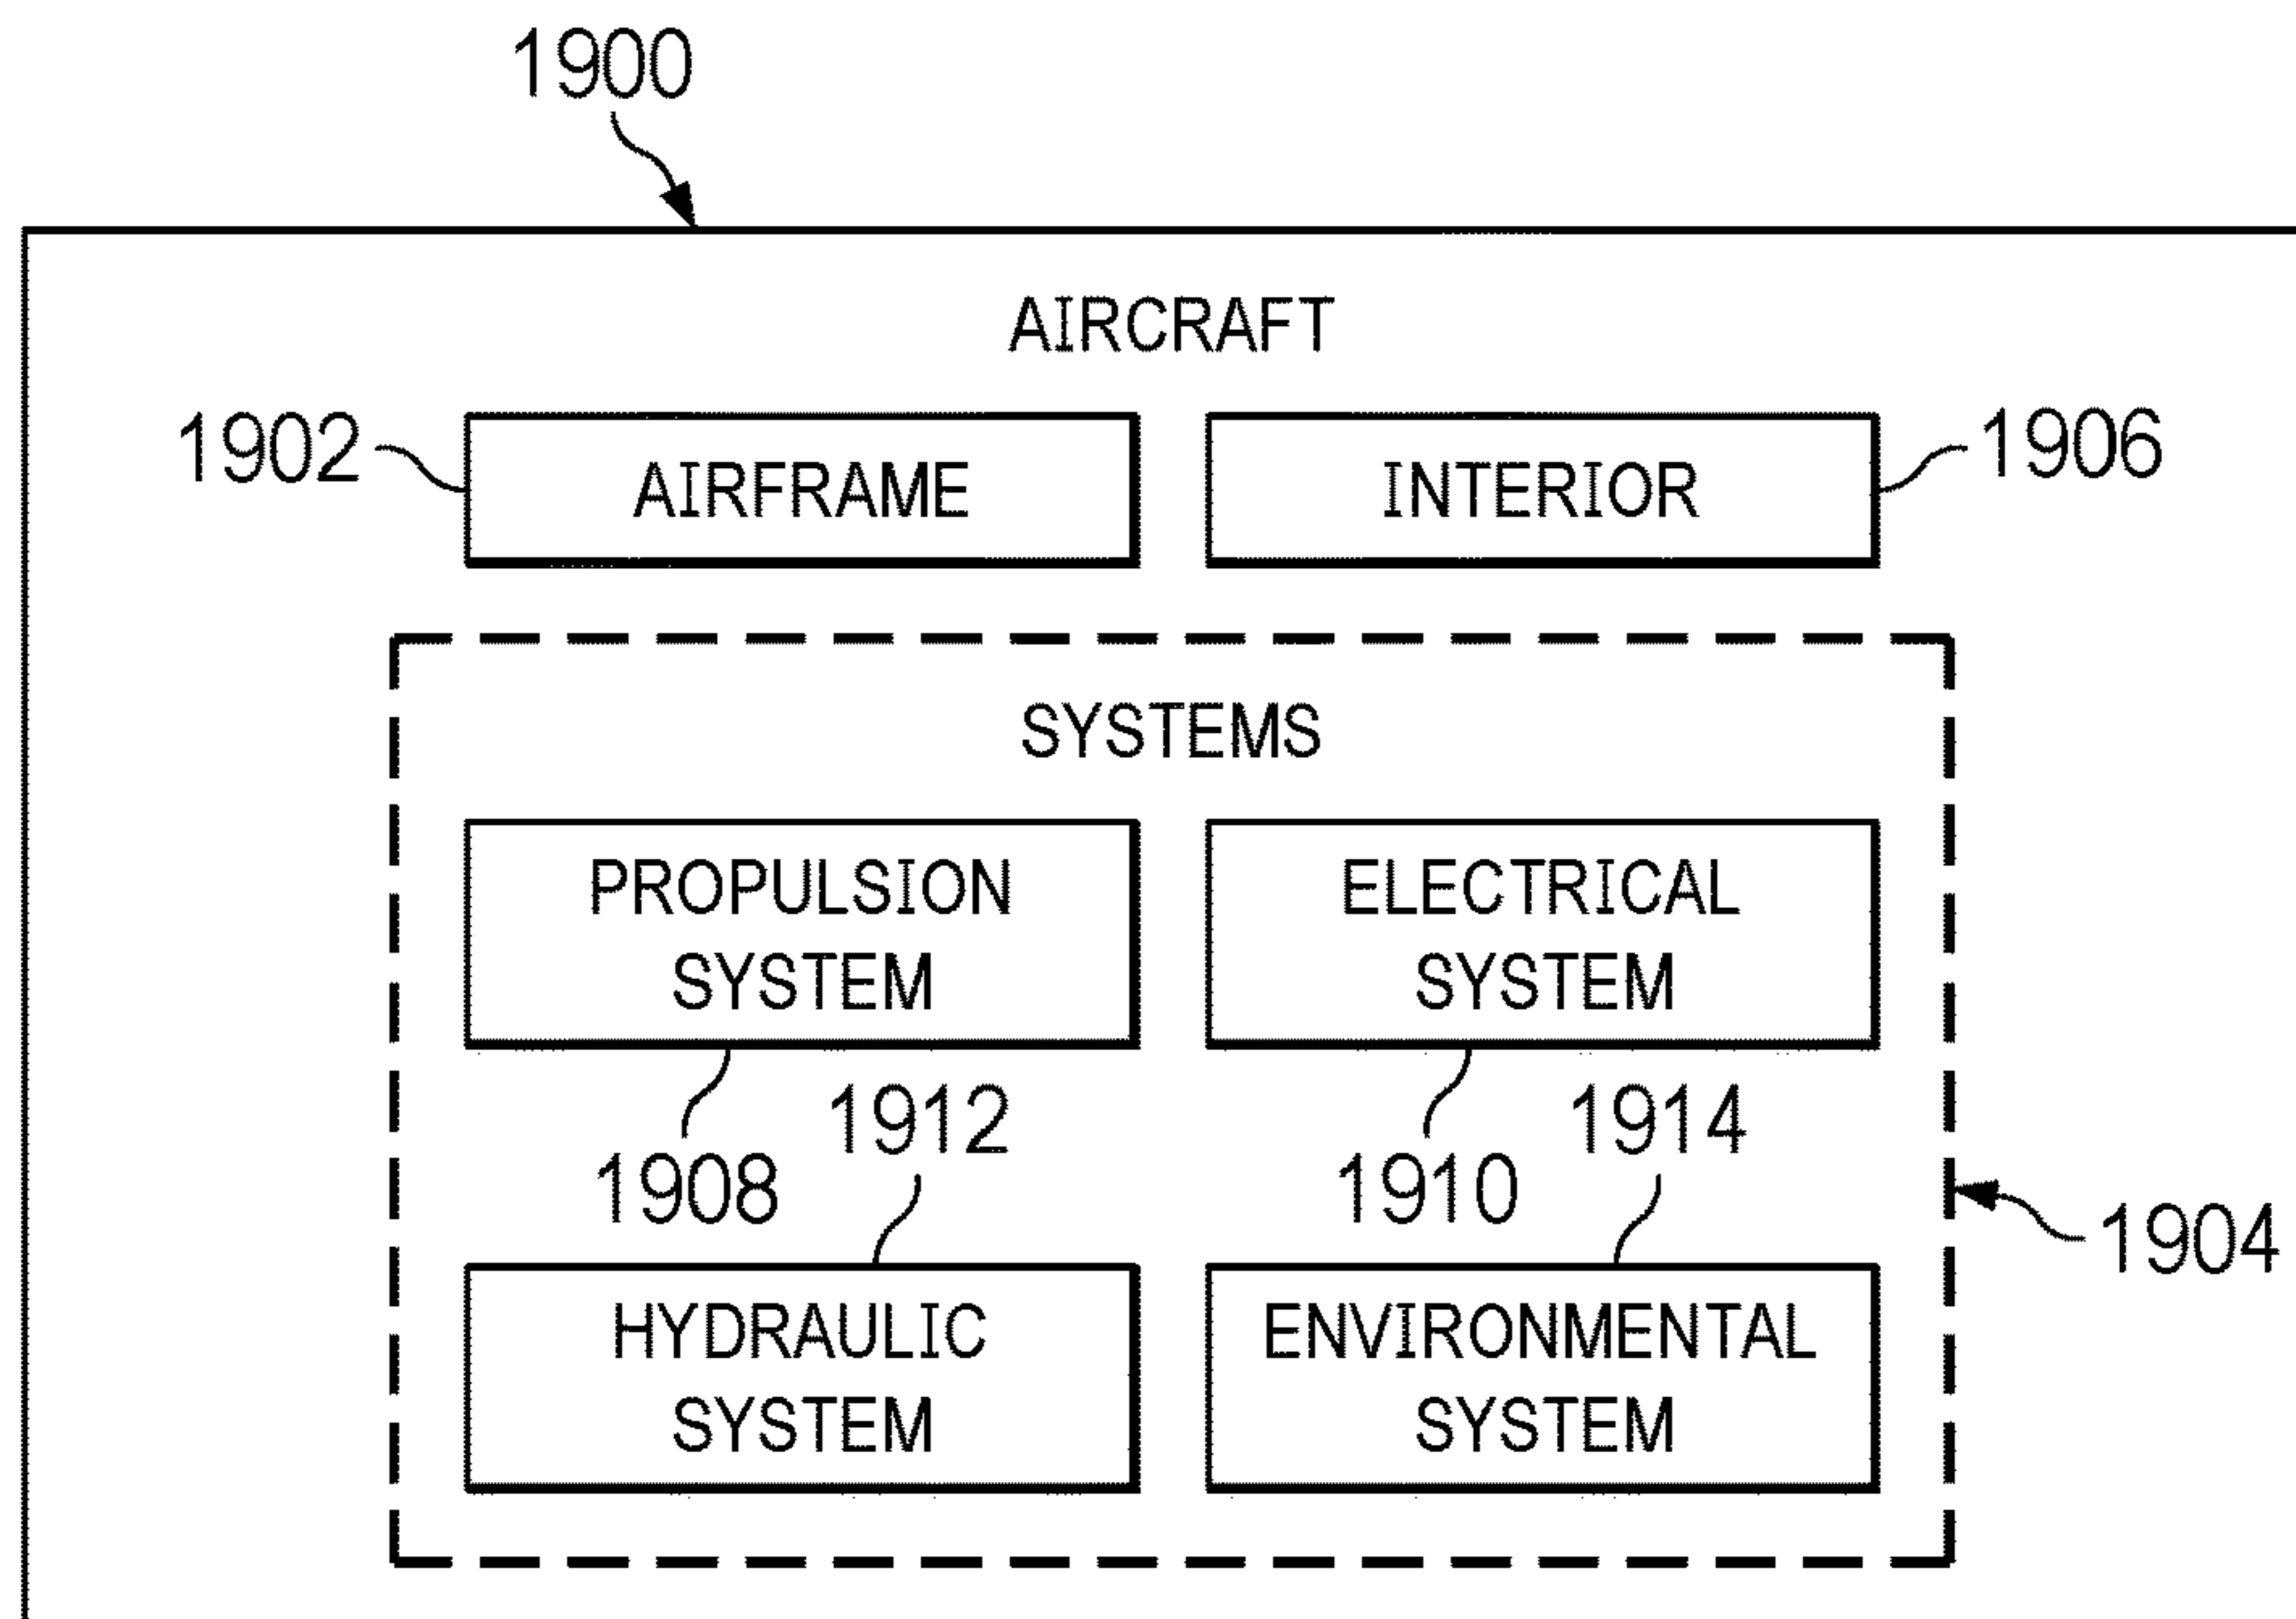 1900
AIRCRAFT
1902
AIRFRAME
INTERIOR
1906
SYSTEMS
PROPULSION
SYSTEM
ELECTRICAL
SYSTEM
1908
1912
1910
1914
1904
HYDRAULIC
SYSTEM
ENVIRONMENTAL
SYSTEM